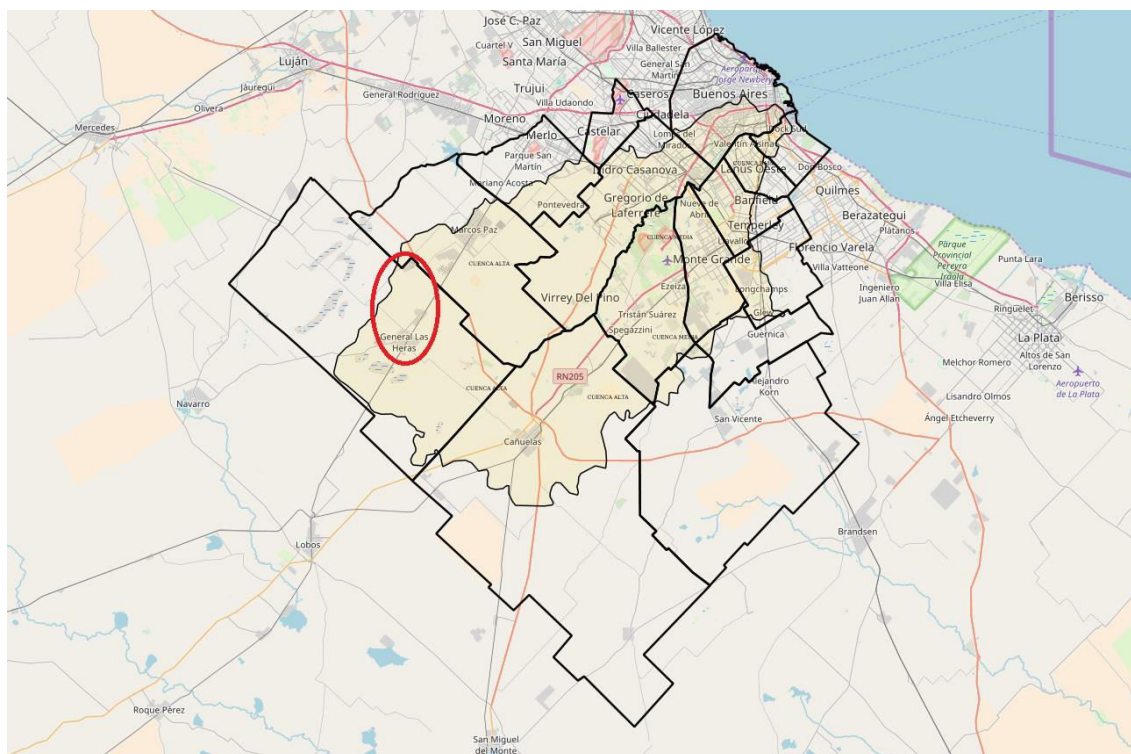 José C. Paz
Vicente López
Cuartel V
San Miguel
Villa Ballester
Santa María
General San
Martín
Aeroparque
Jorge Newbery
Luján
Jáuregui
General Rodríguez
Trujui
Villa Udaondo
Caseros
Buenos Aires
Olivera
Moreno
Ciudadela
Mercedes
Merlo
Castelar
Lomas del
Mirador
Valentín Alsina
Dock Sud
Parque San
Martín
Mariano Acosta
Isidro Casanova
CUENCA
Lanús Oeste
Don Bosco
Quilmes
Pontevedra
Gregorio de
Laferrere
Nueve de
Abril
Banfield
Berazategui
Marcos Paz
CUENCA MEDIA
Temperley
Plátanos
Llavallol
Florencio Varela
Parque
Provincial
Pereyra
Iraola
CUENCA ALTA
Monte Grande
Villa Vatteone
Punta Lara
Ezeiza
Longchamps
Ingeniero
Juan Allan
Villa Elisa
Berisso
Virrey Del Pino
Tristán Suárez
Glew
Ringuelet
Spegazzini
Guernica
La Plata
General Las
Heras
CUENCA MEDIA
Melchor Romero
Altos de San
Lorenzo
RN205
Alejandro
Korn
Aeropuerto
de La Plata
CUENCA ALTA
CUENCA ALTA
Lisandro Olmos
Navarro
San Vicente
Ángel Etcheverry
Cañuelas
Brandsen
Lobos
Roque Pérez
San Miguel
del Monte